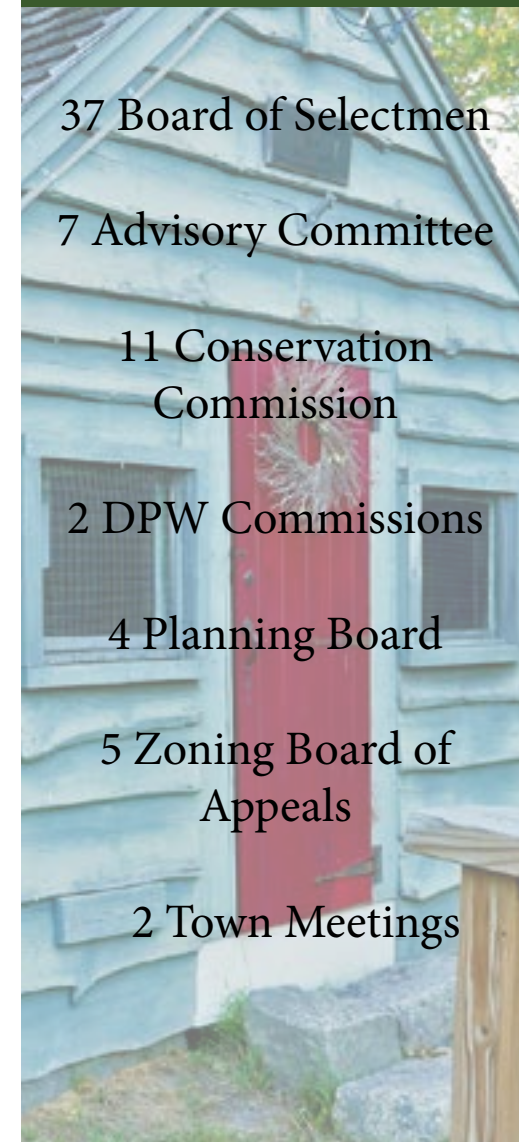 37 Board of Selectmen
7 Advisory Committee
11 Conservation
Commission
2 DPW Commissions
4 Planning Board
5 Zoning Board of
Appeals
2 Town Meetings